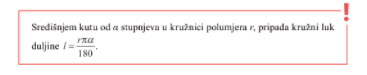 Središnjem kutu od α stupnjeva u kružnici polumjera r, pripada kružni luk
duljine l = rπα/180.
!